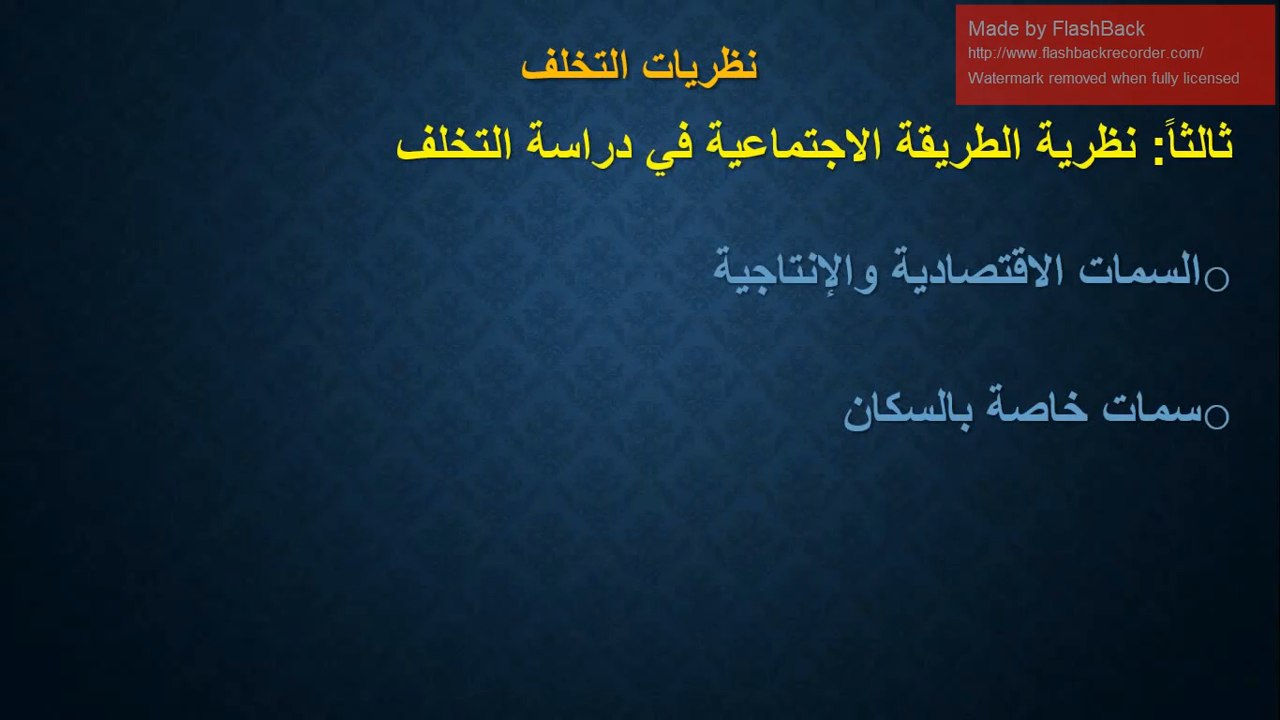 Made by FlashBack
http://www.flashbackrecorder.com/
Watermark removed when fully licensed
نظريات التخلف
ثالثاً: نظرية الطريقة الاجتماعية في دراسة التخلف
السمات الاقتصادية والإنتاجية
سمات خاصة بالسكان